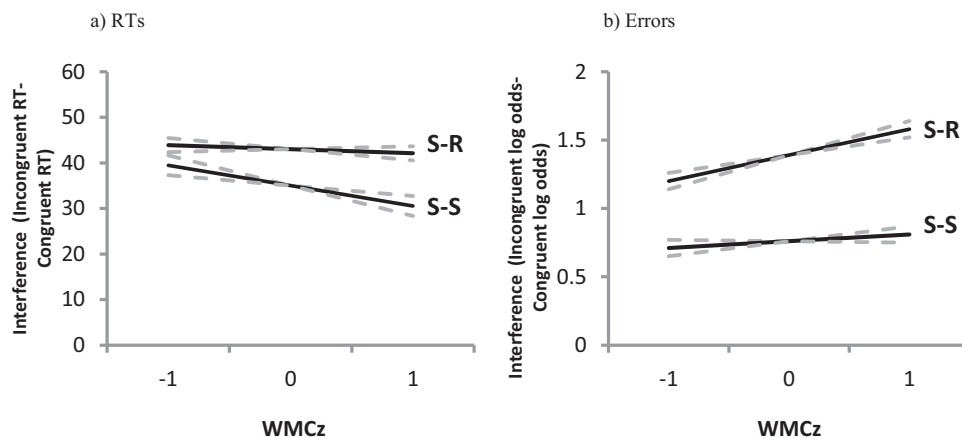 a) RTs
Interference (Incongruent RT-
Congruent RT)
60
50
40
30
20
10
0
S-R
S-S
-1 0 1
WMCz
b) Errors
Interference (Incongruent log odds-
Congruent log odds)
2
1.5
1
0.5
0
S-R
S-S
-1 0 1
WMCz